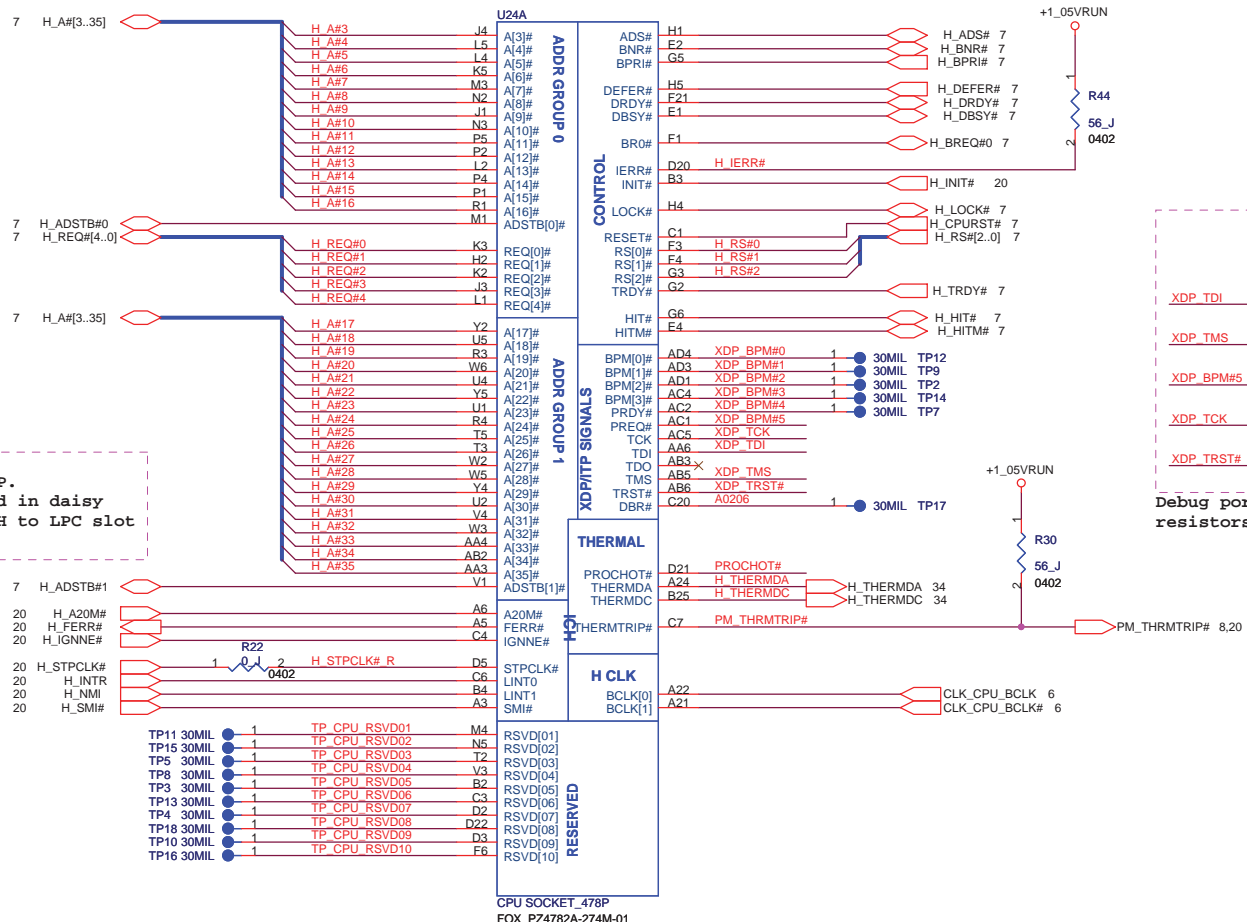 U24A
+1_05VRUN
7 H_A#[3..35]
H_A#3 J4 A[3]#
H_A#4 L5 A[4]#
H_A#5 L4 A[5]#
H_A#6 K5 A[6]#
H_A#7 M3 A[7]#
H_A#8 N2 A[8]#
H_A#9 J1 A[9]#
H_A#10 N3 A[10]#
H_A#11 P5 A[11]#
H_A#12 P2 A[12]#
H_A#13 L2 A[13]#
H_A#14 P4 A[14]#
H_A#15 P1 A[15]#
H_A#16 R1 A[16]#
7 H_ADSTB#0 M1 ADSTB[0]#
ADDR GROUP 0
7 H_REQ#[4..0]
H_REQ#0 K3 REQ[0]#
H_REQ#1 H2 REQ[1]#
H_REQ#2 K2 REQ[2]#
H_REQ#3 J3 REQ[3]#
H_REQ#4 L1 REQ[4]#
7 H_A#[3..35]
H_A#17 Y2 A[17]#
H_A#18 U5 A[18]#
H_A#19 R3 A[19]#
H_A#20 W6 A[20]#
H_A#21 U4 A[21]#
H_A#22 Y5 A[22]#
H_A#23 U1 A[23]#
H_A#24 R4 A[24]#
H_A#25 T5 A[25]#
H_A#26 T3 A[26]#
H_A#27 W2 A[27]#
H_A#28 W5 A[28]#
H_A#29 Y4 A[29]#
H_A#30 U2 A[30]#
H_A#31 V4 A[31]#
H_A#32 W3 A[32]#
H_A#33 AA4 A[33]#
H_A#34 AB2 A[34]#
H_A#35 AA3 A[35]#
7 H_ADSTB#1 V1 ADSTB[1]#
ADDR GROUP 1
20 H_A20M# A6 A20M#
20 H_FERR# A5 FERR#
20 H_IGNNE# C4 IGNNE#
R22
20 H_STPCLK# 1 0_J 2 H_STPCLK#_R D5 STPCLK#
0402
20 H_INTR C6 LINT0
20 H_NMI B4 LINT1
20 H_SMI# A3 SMI#
ICH
TP11 30MIL 1 TP_CPU_RSVD01 M4 RSVD[01]
TP15 30MIL 1 TP_CPU_RSVD02 N5 RSVD[02]
TP5 30MIL 1 TP_CPU_RSVD03 T2 RSVD[03]
TP8 30MIL 1 TP_CPU_RSVD04 V3 RSVD[04]
TP3 30MIL 1 TP_CPU_RSVD05 B2 RSVD[05]
TP13 30MIL 1 TP_CPU_RSVD06 C3 RSVD[06]
TP4 30MIL 1 TP_CPU_RSVD07 D2 RSVD[07]
TP18 30MIL 1 TP_CPU_RSVD08 D22 RSVD[08]
TP10 30MIL 1 TP_CPU_RSVD09 D3 RSVD[09]
TP16 30MIL 1 TP_CPU_RSVD10 F6 RSVD[10]
RESERVED
CPU SOCKET_478P
FOX_PZ4782A-274M-01
CONTROL
ADS# H1 H_ADS# 7
BNR# E2 H_BNR# 7
BPRI# G5 H_BPRI# 7
DEFER# H5 H_DEFER# 7
DRDY# F21 H_DRDY# 7
DBSY# E1 H_DBSY# 7
BR0# F1 H_BREQ#0 7
IERR# D20 H_IERR#
INIT# B3 H_INIT# 20
LOCK# H4 H_LOCK# 7
RESET# C1 H_CPURST# 7
RS[0]# F3 H_RS#0 H_RS#[2..0] 7
RS[1]# F4 H_RS#1
RS[2]# G3 H_RS#2
TRDY# G2 H_TRDY# 7
HIT# G6 H_HIT# 7
HITM# E4 H_HITM# 7
1
R44
56_J
2 0402
XDP/ITP SIGNALS
BPM[0]# AD4 XDP_BPM#0 1 30MIL TP12
BPM[1]# AD3 XDP_BPM#1 1 30MIL TP9
BPM[2]# AD1 XDP_BPM#2 1 30MIL TP2
BPM[3]# AC4 XDP_BPM#3 1 30MIL TP14
PRDY# AC2 XDP_BPM#4 1 30MIL TP7
PREQ# AC1 XDP_BPM#5
TCK AC5 XDP_TCK
TDI AA6 XDP_TDI
TDO AB3
TMS AB5 XDP_TMS
TRST# AB6 XDP_TRST#
DBR# C20 A0206 1 30MIL TP17
THERMAL
PROCHOT# D21 PROCHOT#
THERMDA A24 H_THERMDA H_THERMDA 34
THERMDC B25 H_THERMDC H_THERMDC 34
THERMTRIP# C7 PM_THRMTRIP# PM_THRMTRIP# 8,20
+1_05VRUN
1
R30
56_J
2 0402
H CLK
BCLK[0] A22 CLK_CPU_BCLK 6
BCLK[1] A21 CLK_CPU_BCLK# 6
P.
d in daisy
H to LPC slot
XDP_TDI
XDP_TMS
XDP_BPM#5
XDP_TCK
XDP_TRST#
Debug por
resistors